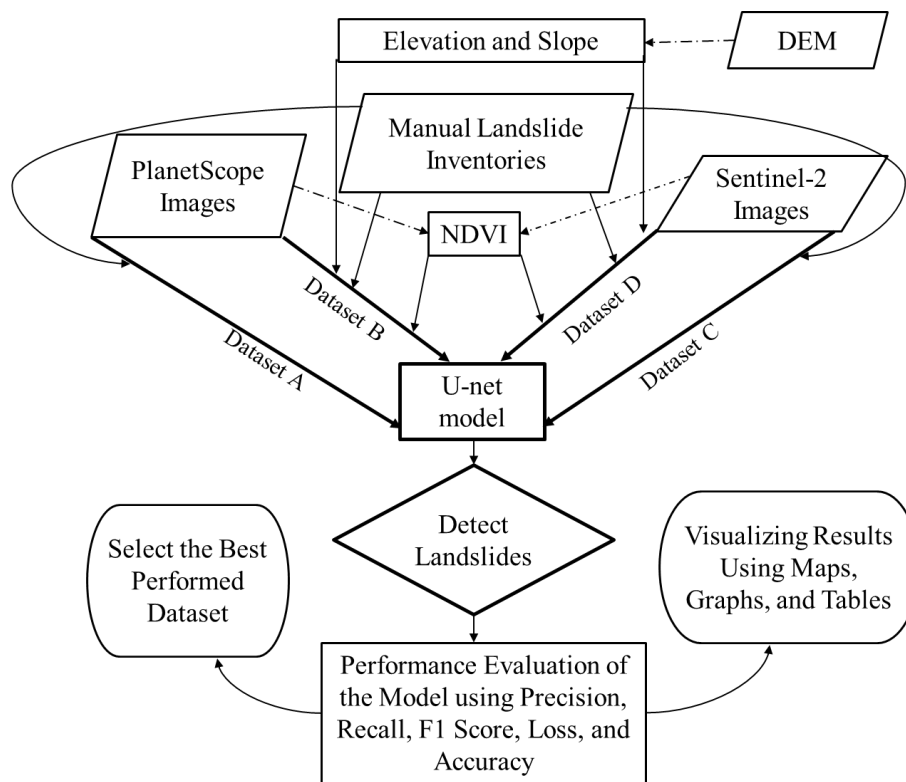 Elevation and Slope
DEM
Manual Landslide
Inventories
PlanetScope
Images
Sentinel-2
Images
NDVI
Dataset A
Dataset B
Dataset D
Dataset C
U-net
model
Detect
Landslides
Select the Best
Performed
Dataset
Visualizing Results
Using Maps,
Graphs, and Tables
Performance Evaluation of
the Model using Precision,
Recall, F1 Score, Loss, and
Accuracy